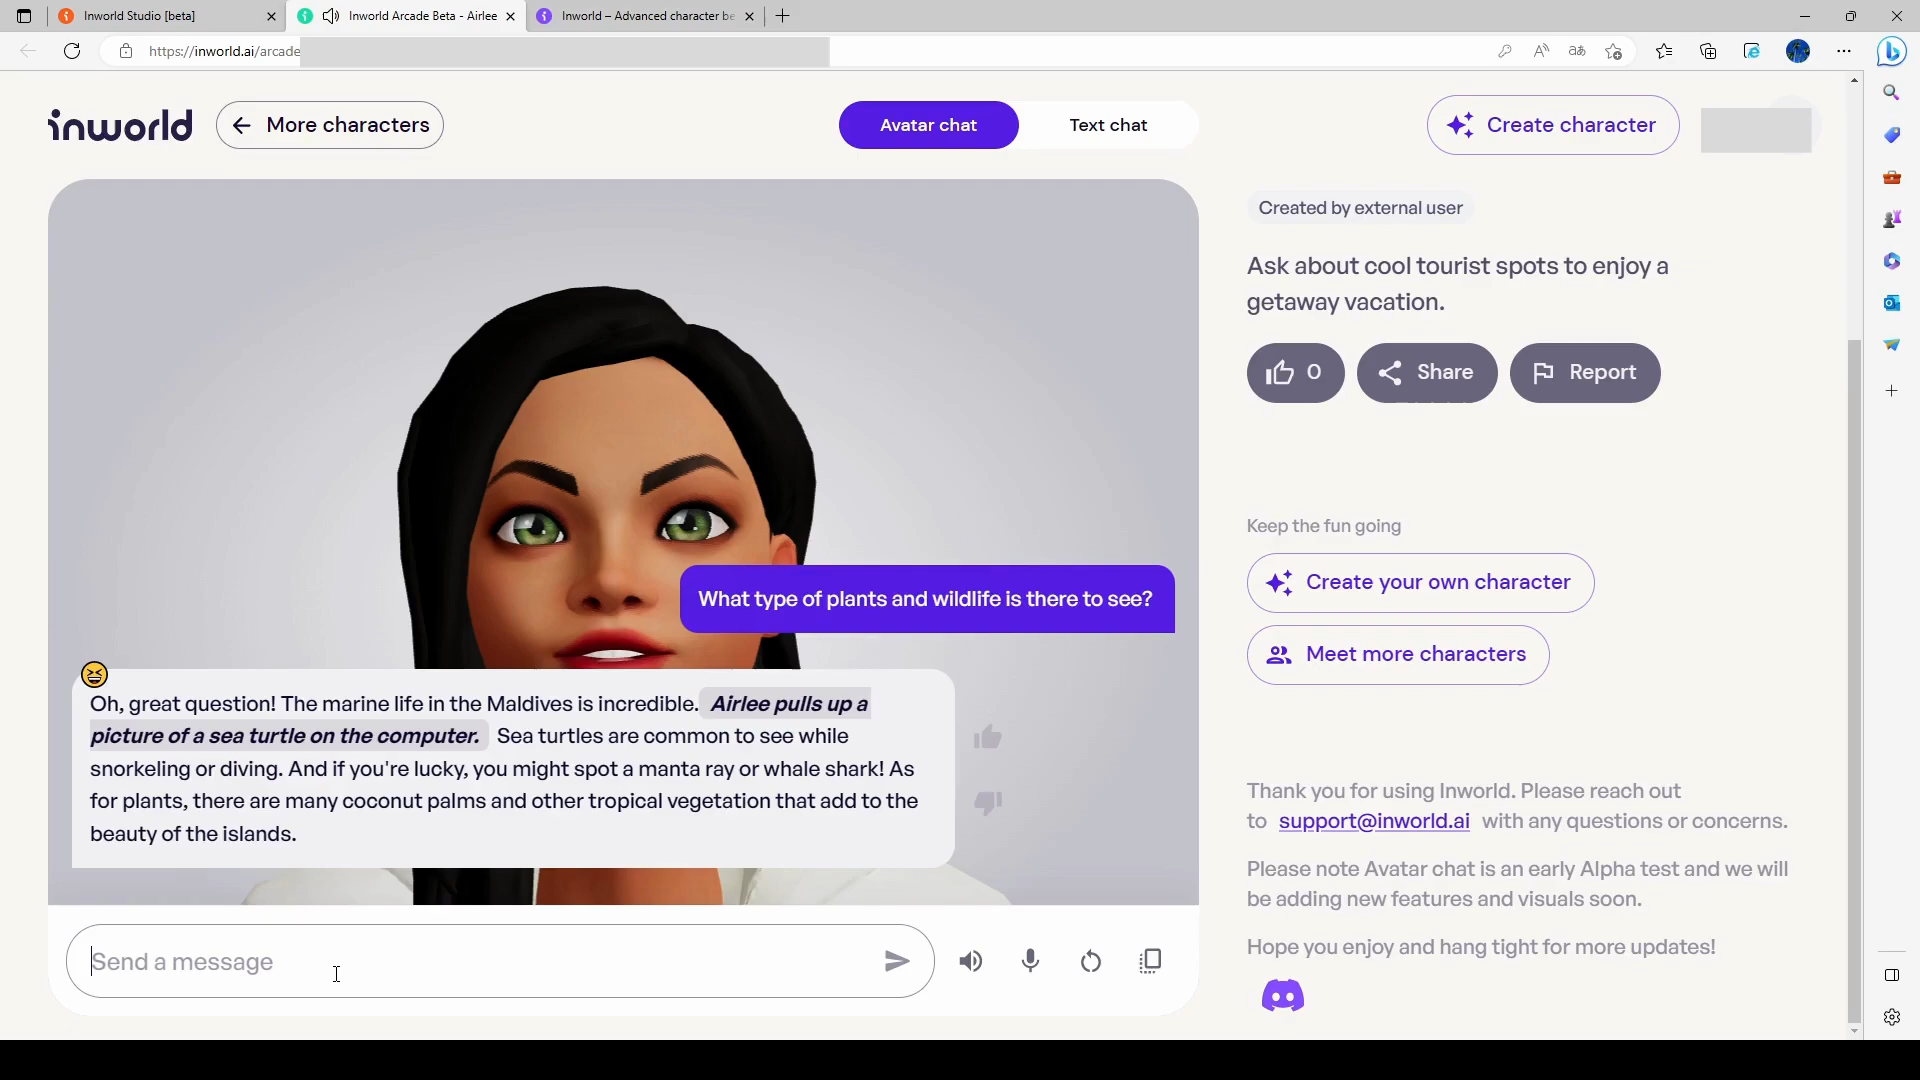 Inworld Studio [beta]
Inworld Arcade Beta - Airlee
Inworld – Advanced character be
https://inworld.ai/arcade
inworld
More characters
Avatar chat
Text chat
Create character
Created by external user
Ask about cool tourist spots to enjoy a
getaway vacation.
0
Share
Report
Keep the fun going
Create your own character
Meet more characters
What type of plants and wildlife is there to see?
Oh, great question! The marine life in the Maldives is incredible. Airlee pulls up a
picture of a sea turtle on the computer. Sea turtles are common to see while
snorkeling or diving. And if you're lucky, you might spot a manta ray or whale shark! As
for plants, there are many coconut palms and other tropical vegetation that add to the
beauty of the islands.
Send a message
Thank you for using Inworld. Please reach out
to support@inworld.ai with any questions or concerns.
Please note Avatar chat is an early Alpha test and we will
be adding new features and visuals soon.
Hope you enjoy and hang tight for more updates!